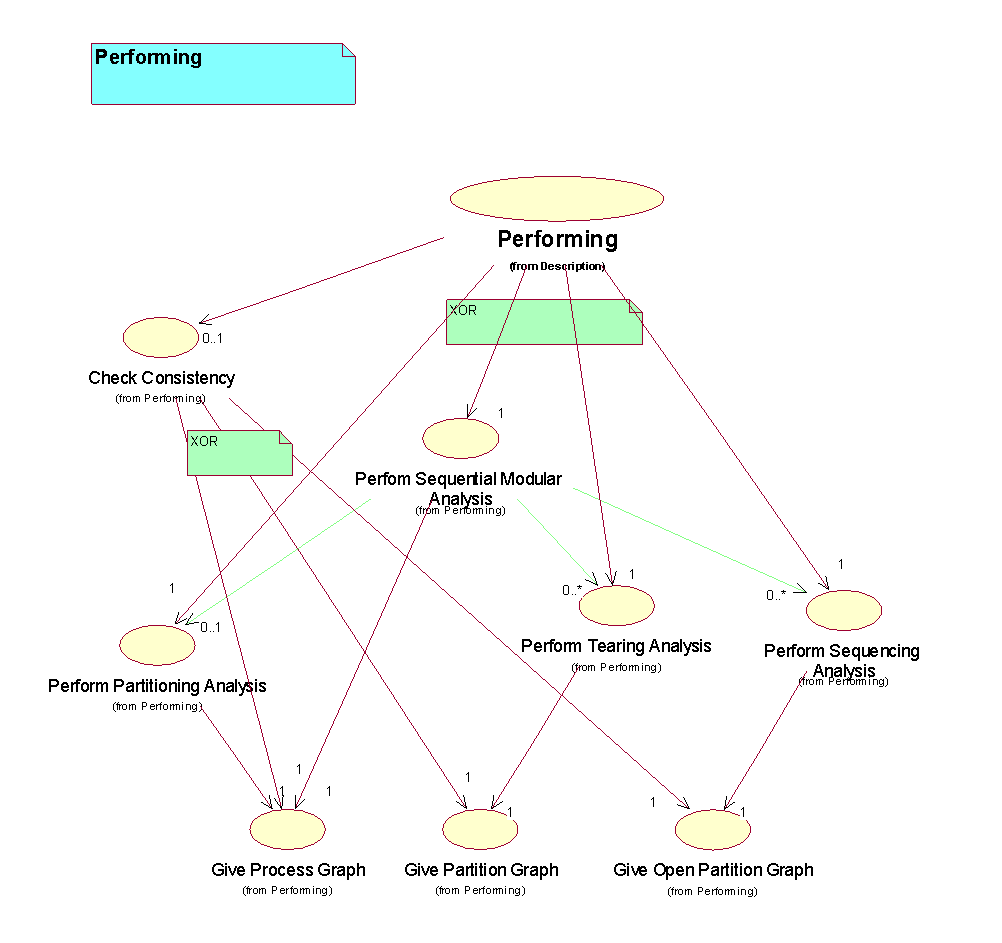 Performing
Performing
(from Description)
XOR
0..1
Check Consistency
(from Performing)
1
XOR
Perfom Sequential Modular
Analysis
(from Performing)
1
1
1
0..*
0..*
0..1
Perform Tearing Analysis
(from Performing)
Perform Sequencing
Analysis
(from Performing)
Perform Partitioning Analysis
(from Performing)
1
1
1
1
1
1
1
Give Process Graph
(from Performing)
Give Partition Graph
(from Performing)
Give Open Partition Graph
(from Performing)